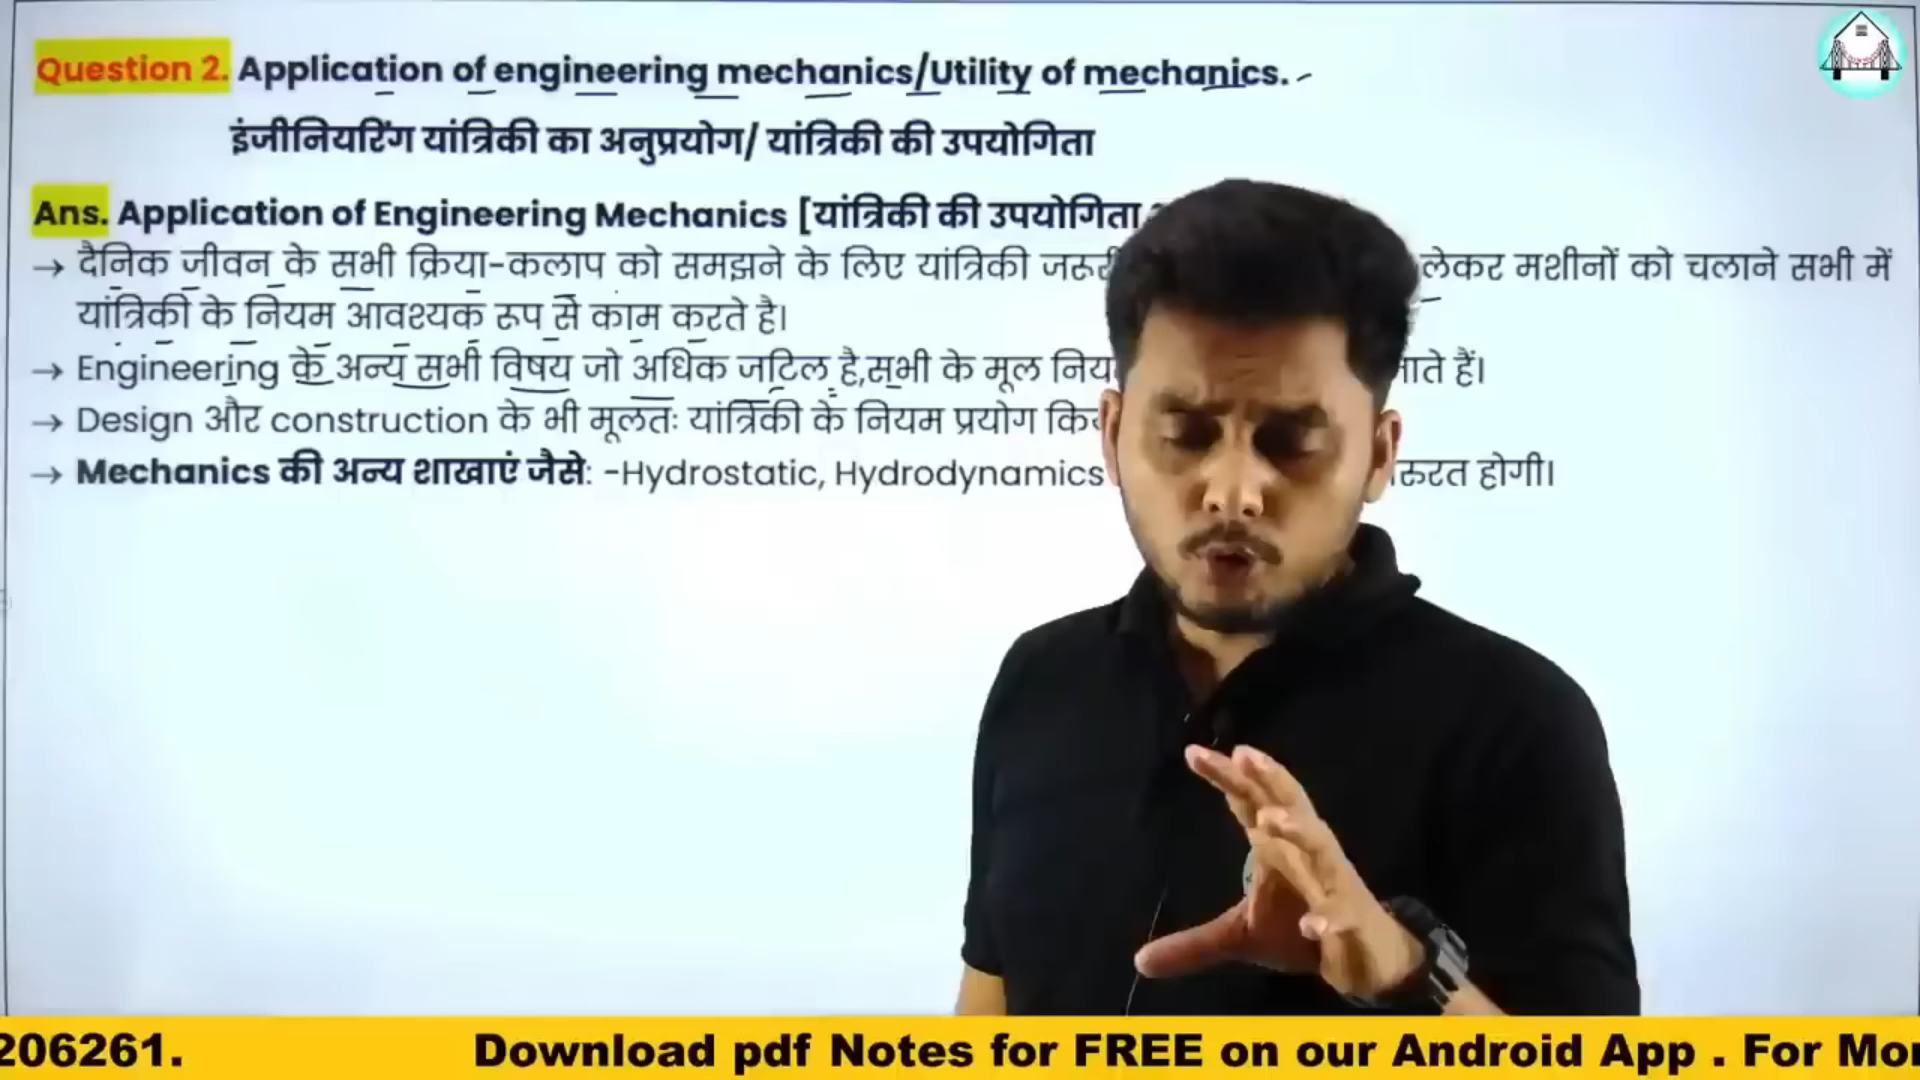 Question 2. Application of engineering mechanics/Utility of mechanics.
इंजीनियरिंग यांत्रिकी का अनुप्रयोग/ यांत्रिकी की उपयोगिता
Ans. Application of Engineering Mechanics [यांत्रिकी की उपयोगिता
→ दैनिक जीवन के सभी क्रिया-कलाप को समझने के लिए यांत्रिकी लेकर मशीनों को चलाने सभी में
यांत्रिकी के नियम आवश्यक रूप से काम करते है।
→ Engineering के अन्य सभी विषय जो अधिक जटिल है,सभी के मूल हैं।
→ Design और construction के भी मूलतः यांत्रिकी के नियम प्रयोग
→ Mechanics की अन्य शाखाएं जैसे: -Hydrostatic, Hydrodynamics होगी।
206261. Download pdf Notes for FREE on our Android App . For